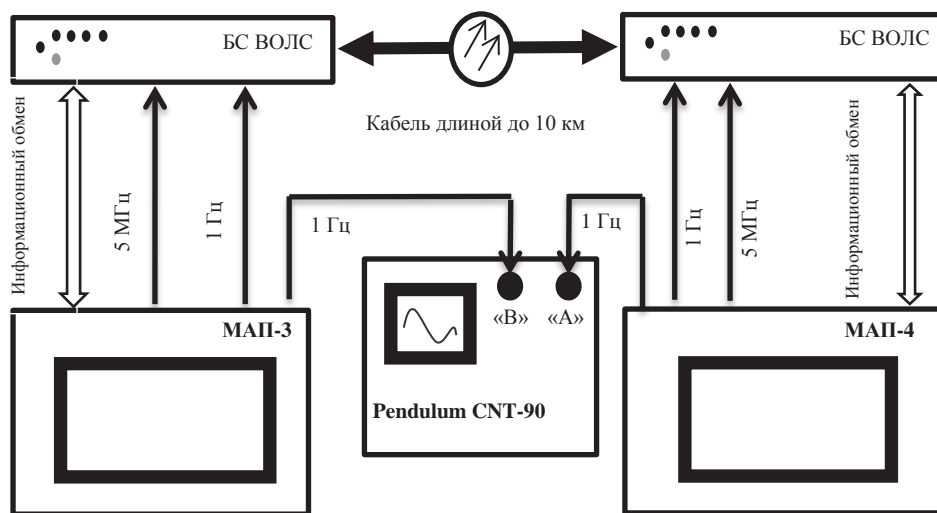 БС ВОЛС
БС ВОЛС
Кабель длиной до 10 км
Информационный обмен
5 МГц
1 Гц
1 Гц
1 Гц
1 Гц
5 МГц
Информационный обмен
МАП-3
«В»
«А»
МАП-4
Pendulum CNT-90